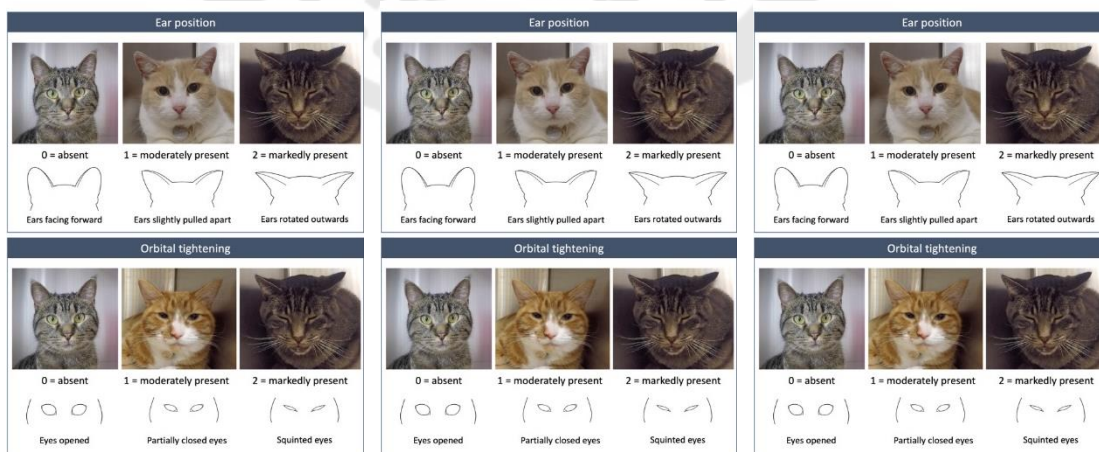 Ear position
0 = absent 1 = moderately present 2 = markedly present
Ears facing forward Ears slightly pulled apart Ears rotated outwards
Orbital tightening
0 = absent 1 = moderately present 2 = markedly present
Eyes opened Partially closed eyes Squinted eyes
Ear position
0 = absent 1 = moderately present 2 = markedly present
Ears facing forward Ears slightly pulled apart Ears rotated outwards
Orbital tightening
0 = absent 1 = moderately present 2 = markedly present
Eyes opened Partially closed eyes Squinted eyes
Ear position
0 = absent 1 = moderately present 2 = markedly present
Ears facing forward Ears slightly pulled apart Ears rotated outwards
Orbital tightening
0 = absent 1 = moderately present 2 = markedly present
Eyes opened Partially closed eyes Squinted eyes